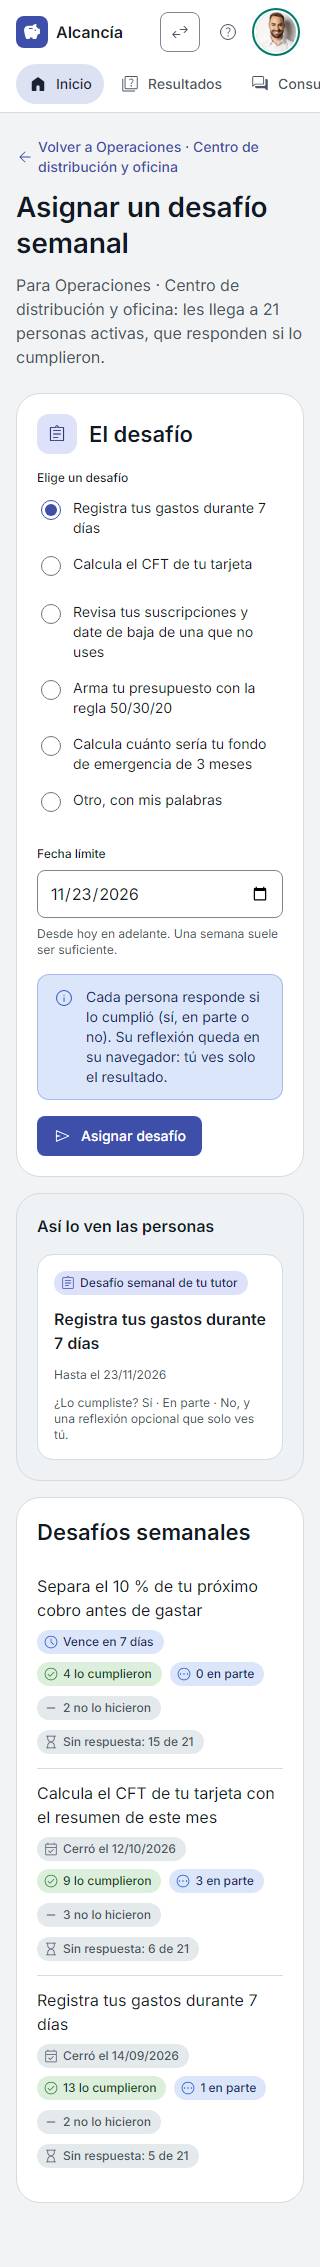 Alcancía
Inicio
Resultados
Consu
Volver a Operaciones · Centro de
distribución y oficina
Asignar un desafío
semanal
Para Operaciones · Centro de
distribución y oficina: les llega a 21
personas activas, que responden si lo
cumplieron.
El desafío
Elige un desafío
Registra tus gastos durante 7
días
Calcula el CFT de tu tarjeta
Revisa tus suscripciones y
date de baja de una que no
uses
Arma tu presupuesto con la
regla 50/30/20
Calcula cuánto sería tu fondo
de emergencia de 3 meses
Otro, con mis palabras
Fecha límite
11/23/2026
Desde hoy en adelante. Una semana suele
ser suficiente.
Cada persona responde si
lo cumplió (sí, en parte o
no). Su reflexión queda en
su navegador: tú ves solo
el resultado.
Asignar desafío
Así lo ven las personas
Desafío semanal de tu tutor
Registra tus gastos durante
7 días
Hasta el 23/11/2026
¿Lo cumpliste? Sí · En parte · No, y
una reflexión opcional que solo ves
tú.
Desafíos semanales
Separa el 10 % de tu próximo
cobro antes de gastar
Vence en 7 días
4 lo cumplieron
0 en parte
2 no lo hicieron
Sin respuesta: 15 de 21
Calcula el CFT de tu tarjeta con
el resumen de este mes
Cerró el 12/10/2026
9 lo cumplieron
3 en parte
3 no lo hicieron
Sin respuesta: 6 de 21
Registra tus gastos durante 7
días
Cerró el 14/09/2026
13 lo cumplieron
1 en parte
2 no lo hicieron
Sin respuesta: 5 de 21